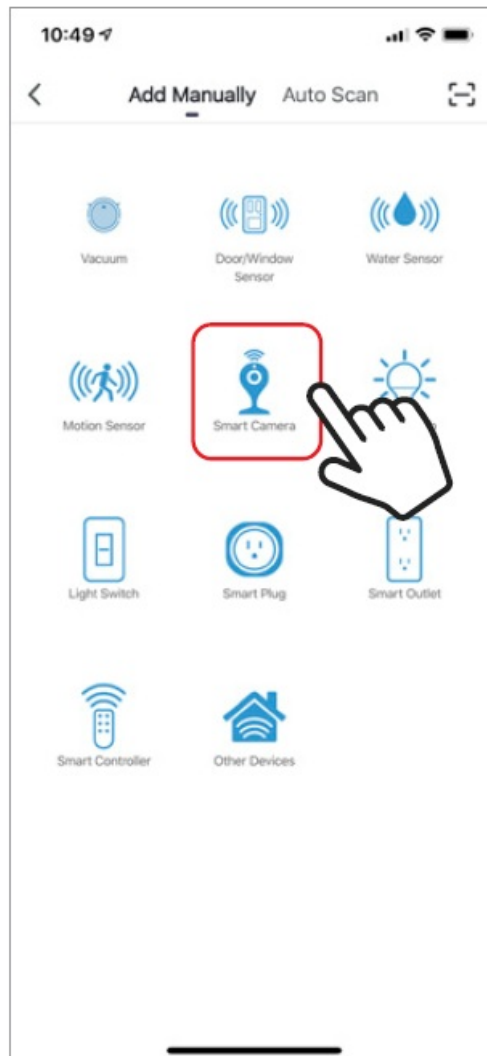 10:49
Add Manually Auto Scan
Vacuum
Door/Window
Sensor
Water Sensor
Motion Sensor
Smart Camera
Light Switch
Smart Plug
Smart Outlet
Smart Controller
Other Devices